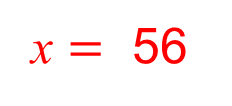 x = 56